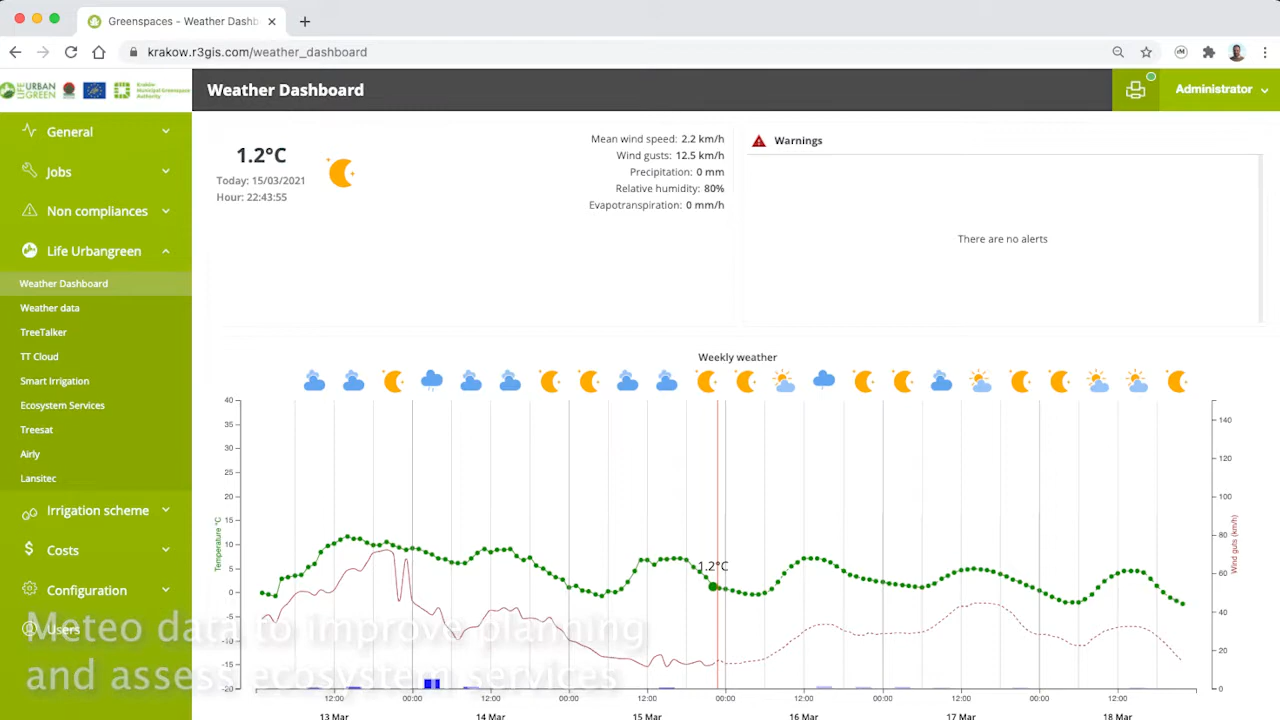 Greenspaces - Weather Dashb
krakow.r3gis.com/weather_dashboard
LIFE URBAN GREEN
Weather Dashboard
Administrator
General
Jobs
Non compliances
Life Urbangreen
Weather Dashboard
Weather data
TreeTalker
TT Cloud
Smart Irrigation
Ecosystem Services
Treesat
Airly
Lansitec
Irrigation scheme
Costs
Configuration
Users
1.2°C
Today: 15/03/2021
Hour: 22:43:55
Mean wind speed: 2.2 km/h
Wind gusts: 12.5 km/h
Precipitation: 0 mm
Relative humidity: 80%
Evapotranspiration: 0 mm/h
Warnings
There are no alerts
Weekly weather
40
35
30
25
20
15
10
5
0
-5
-10
-15
-20
Temperature °C
1.2°C
140
120
100
80
60
40
20
0
Wind guts (km/h)
12:00 00:00 12:00 00:00 12:00 00:00 12:00 00:00 12:00 00:00 12:00
13 Mar 14 Mar 15 Mar 16 Mar 17 Mar 18 Mar
Meteo data to improve planning
and assess ecosystem services